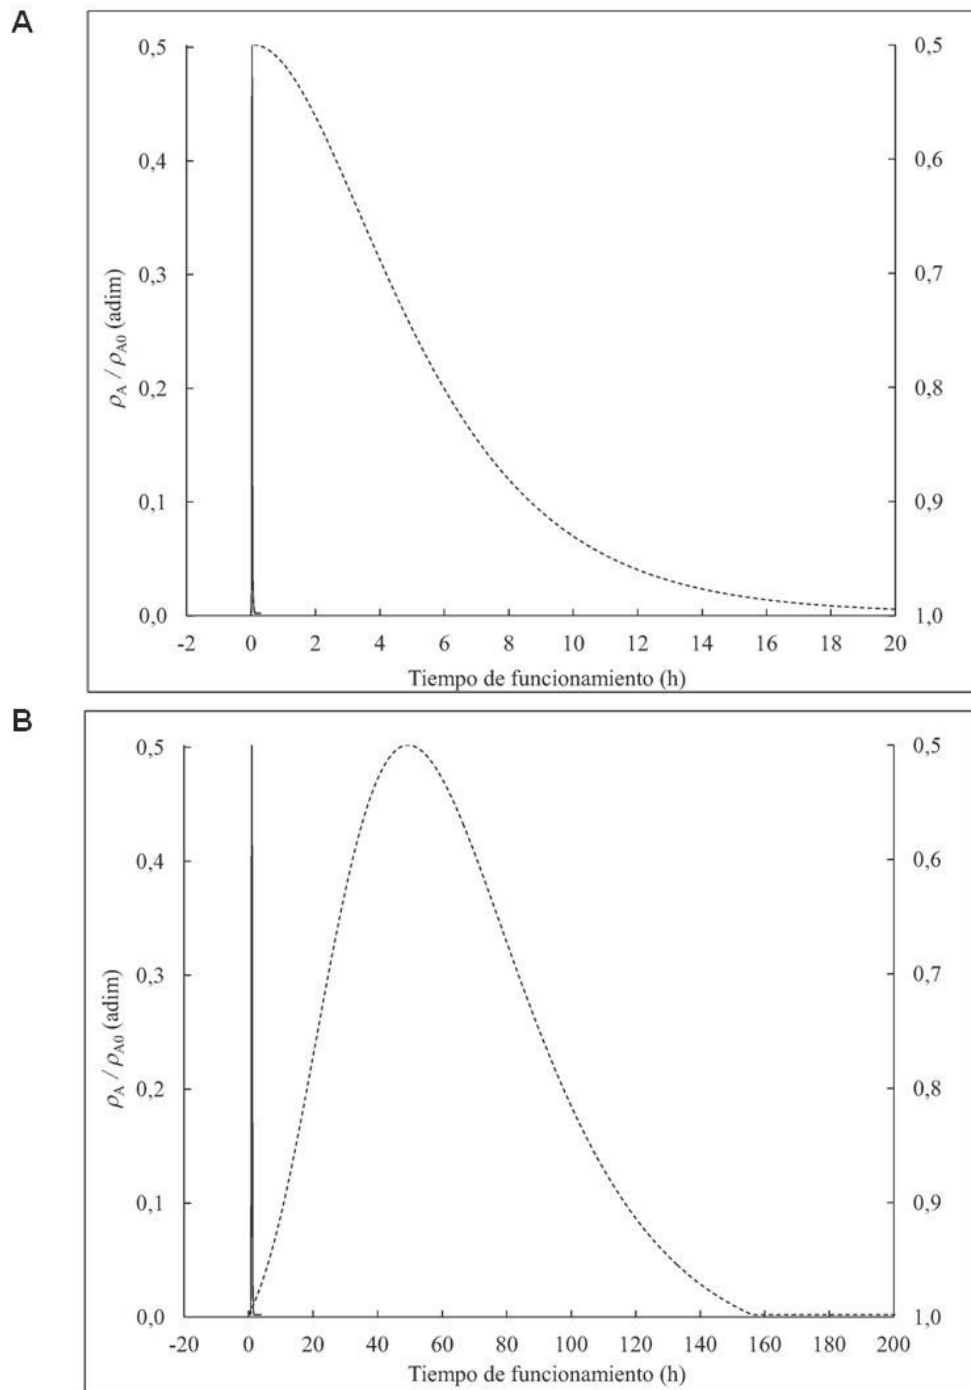 A
0,5 0,5
0,4 0,6
0,3 0,7
0,2 0,8
0,1 0,9
0,0 1,0
ρA / ρA0 (adim)
-2 0 2 4 6 8 10 12 14 16 18 20
Tiempo de funcionamiento (h)
B
0,5 0,5
0,4 0,6
0,3 0,7
0,2 0,8
0,1 0,9
0,0 1,0
ρA / ρA0 (adim)
-20 0 20 40 60 80 100 120 140 160 180 200
Tiempo de funcionamiento (h)